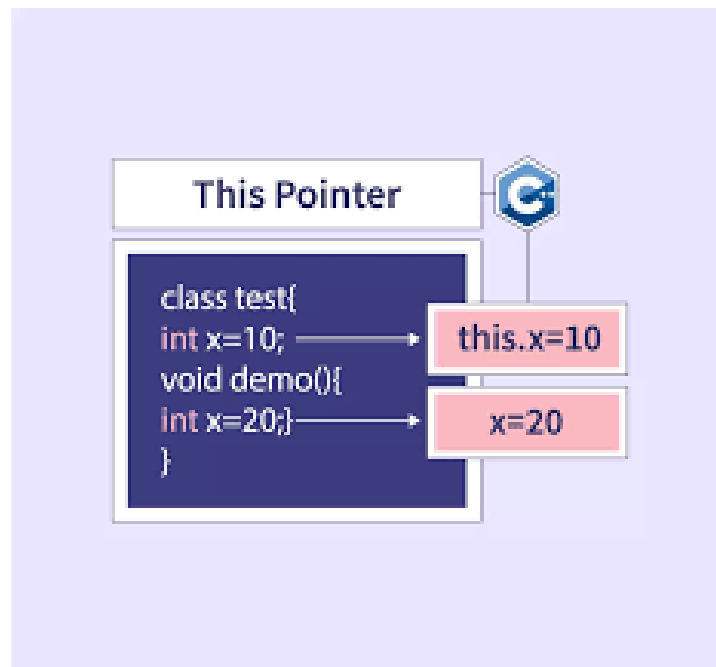 This Pointer
C++
class test{
int x=10;
void demo(){
int x=20;}
}
this.x=10
x=20